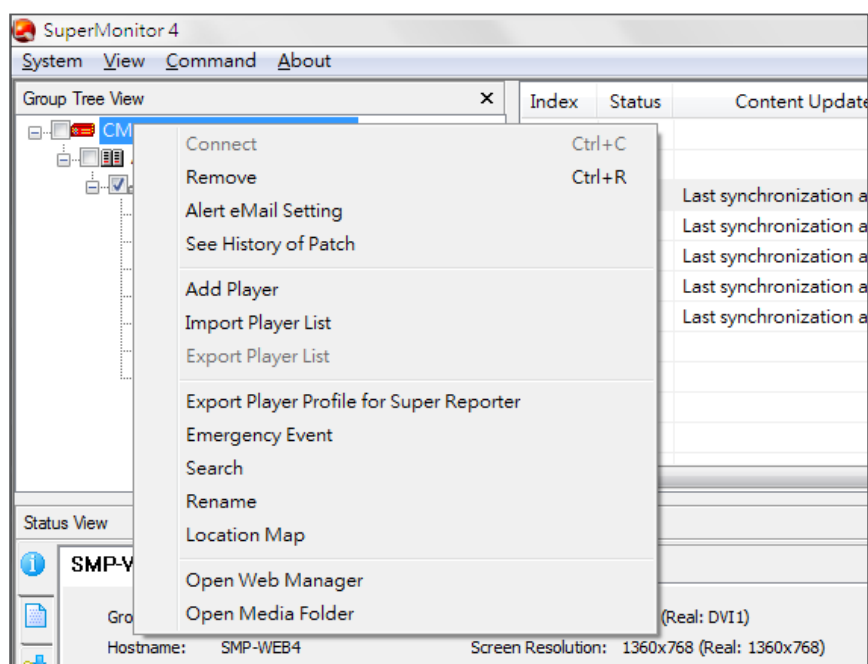 SuperMonitor 4
System View Command About
Group Tree View
Index Status Content Update
CM
Connect Ctrl+C
Remove Ctrl+R
Alert eMail Setting
See History of Patch
Add Player
Import Player List
Export Player List
Export Player Profile for Super Reporter
Emergency Event
Search
Rename
Location Map
Open Web Manager
Open Media Folder
Last synchronization a
Last synchronization a
Last synchronization a
Last synchronization a
Last synchronization a
Status View
SMP-W
Gro
(Real: DVI1)
Hostname: SMP-WEB4 Screen Resolution: 1360x768 (Real: 1360x768)